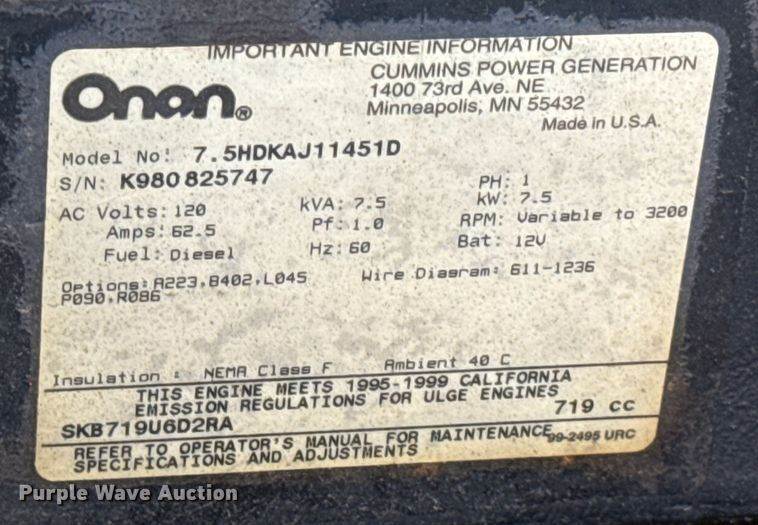 IMPORTANT ENGINE INFORMATION
Onan®
CUMMINS POWER GENERATION
1400 73rd Ave. NE
Minneapolis, MN 55432
Made in U.S.A.
Model No: 7.5HDKAJ11451D
S/N: K980825747
AC Volts: 120 kVA: 7.5 PH: 1
Amps: 62.5 Pf: 1.0 kW: 7.5
Fuel: Diesel Hz: 60 RPM: Variable to 3200
Bat: 12V
Options: A223,B402,L045 Wire Diagram: 611-1236
P090,R086
Insulation : NEMA Class F Ambient 40 C
THIS ENGINE MEETS 1995-1999 CALIFORNIA
EMISSION REGULATIONS FOR ULGE ENGINES
SKB719U6D2RA 719 cc
REFER TO OPERATOR'S MANUAL FOR MAINTENANCE
SPECIFICATIONS AND ADJUSTMENTS 99-2495 URC
Purple Wave Auction